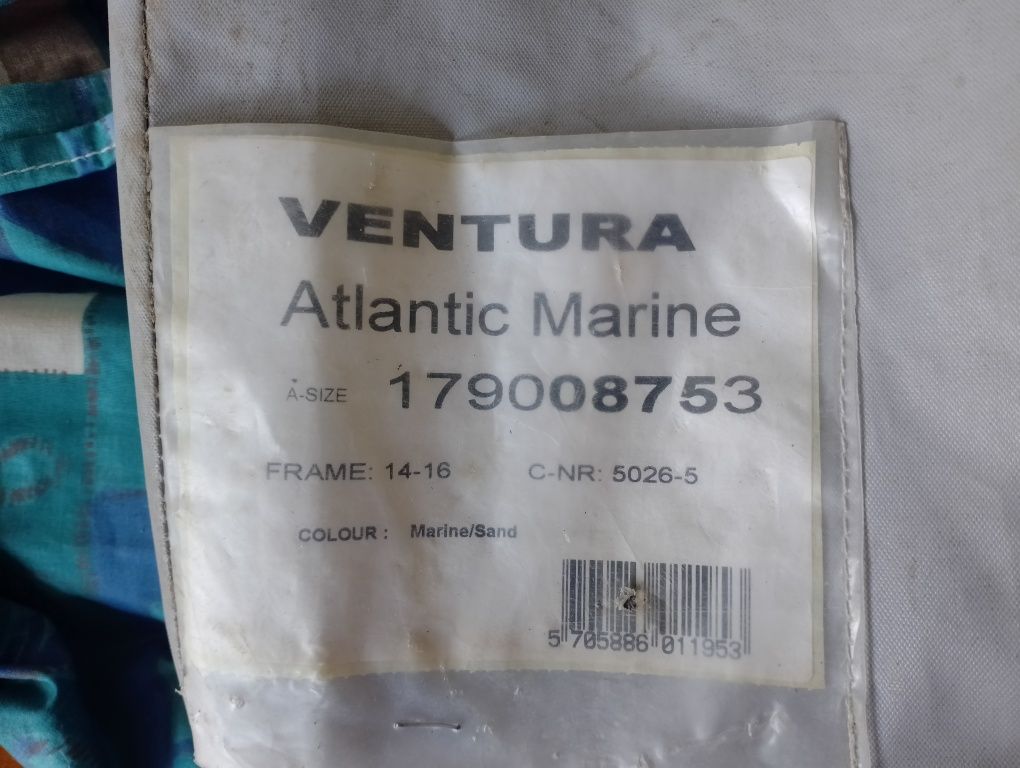 VENTURA
Atlantic Marine
A-SIZE 179008753
FRAME: 14-16 C-NR: 5026-5
COLOUR : Marine/Sand
5 705886 011953